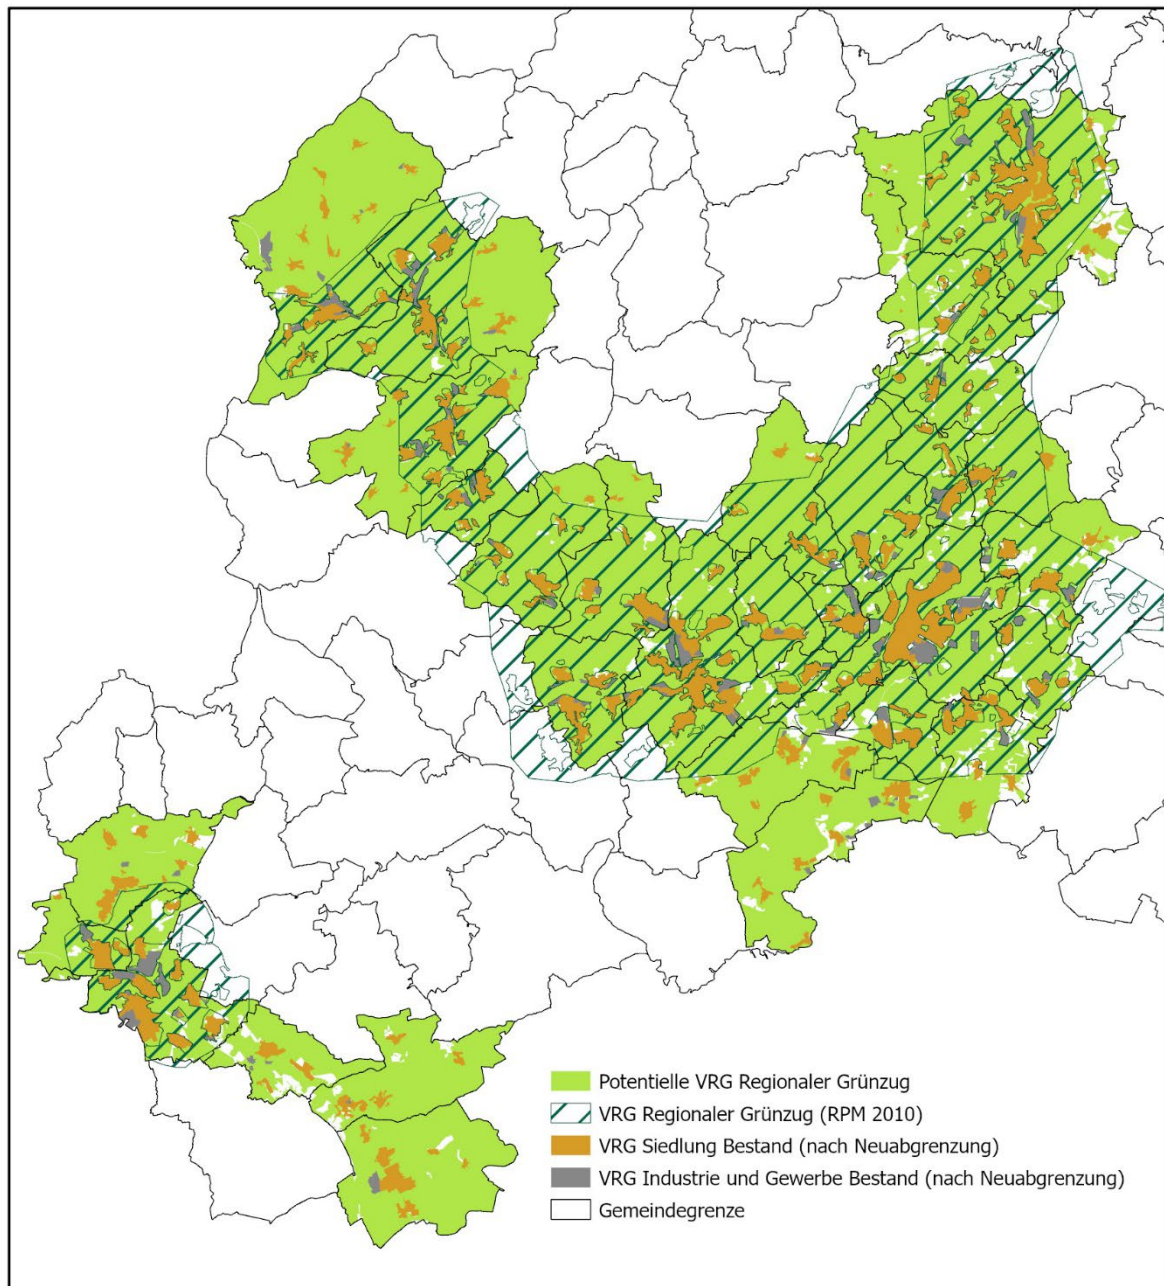 Potentielle VRG Regionaler Grünzug
VRG Regionaler Grünzug (RPM 2010)
VRG Siedlung Bestand (nach Neuabgrenzung)
VRG Industrie und Gewerbe Bestand (nach Neuabgrenzung)
Gemeindegrenze